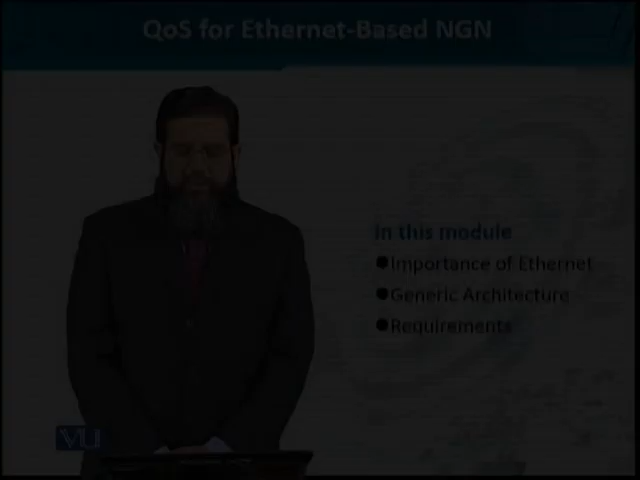 QoS for Ethernet-Based NGN
In this module
●Importance of Ethernet
●Generic Architecture
●Requirements
VU